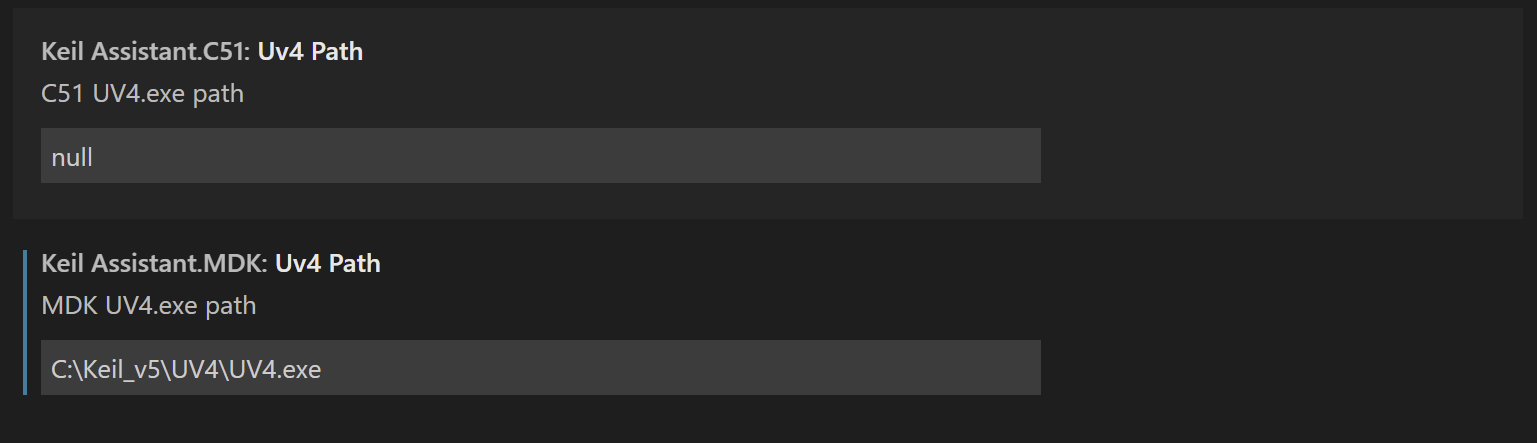 Keil Assistant.C51: Uv4 Path
C51 UV4.exe path
null
Keil Assistant.MDK: Uv4 Path
MDK UV4.exe path
C:\Keil_v5\UV4\UV4.exe